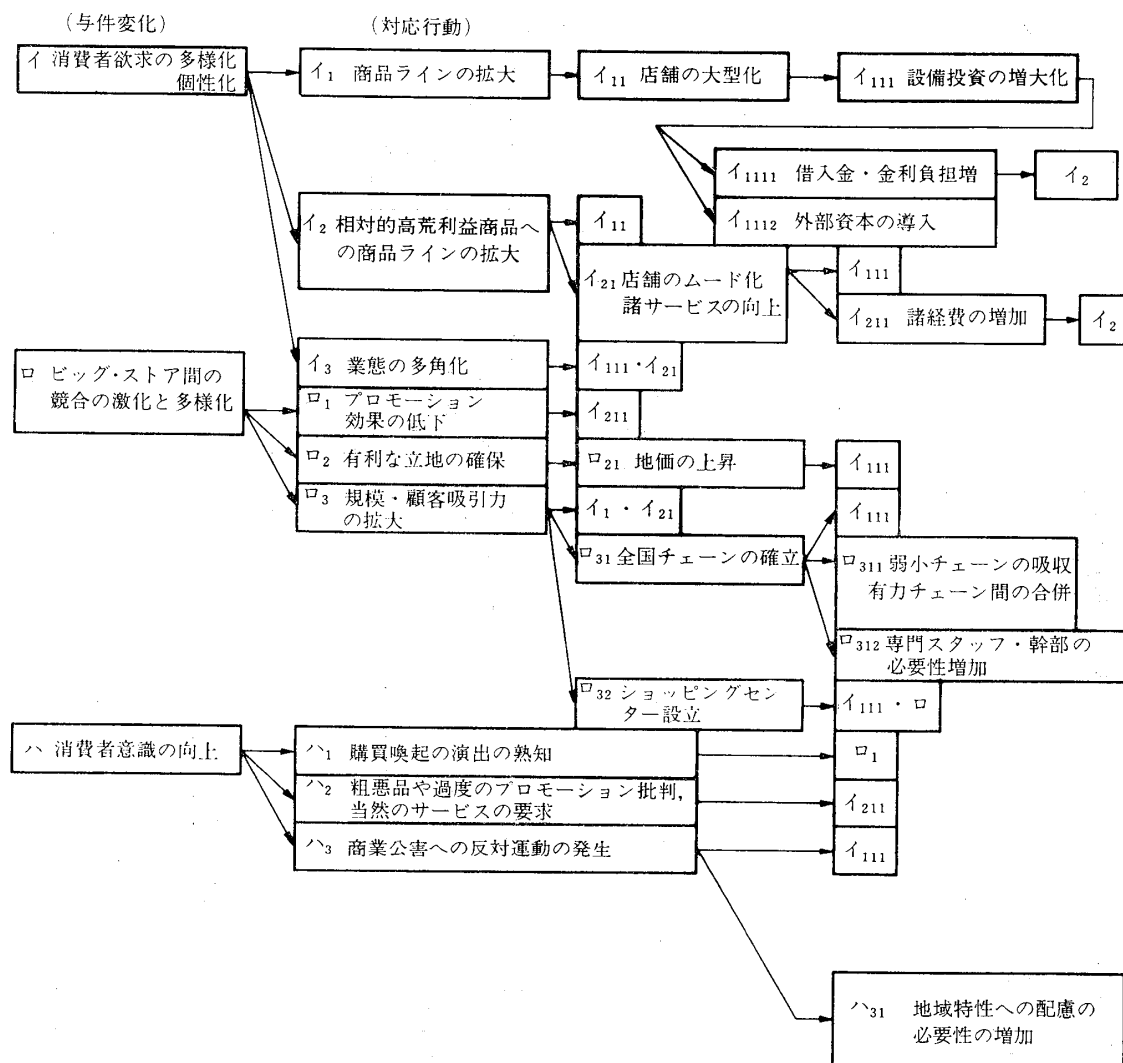 (与件変化)
(対応行動)
イ 消費者欲求の多様化
個性化
イ1 商品ラインの拡大
イ11 店舗の大型化
イ111 設備投資の増大化
イ1111 借入金・金利負担増
イ2
イ1112 外部資本の導入
イ2 相対的高荒利益商品へ
の商品ラインの拡大
イ11
イ21 店舗のムード化
諸サービスの向上
イ111
イ211 諸経費の増加
イ2
イ3 業態の多角化
イ111・イ21
ロ ビッグ・ストア間の
競合の激化と多様化
ロ1 プロモーション
効果の低下
イ211
ロ2 有利な立地の確保
ロ21 地価の上昇
イ111
ロ3 規模・顧客吸引力
の拡大
イ1・イ21
イ111
ロ31 全国チェーンの確立
ロ311 弱小チェーンの吸収
有力チェーン間の合併
ロ312 専門スタッフ・幹部の
必要性増加
ロ32 ショッピングセン
ター設立
イ111・ロ
ハ 消費者意識の向上
ハ1 購買喚起の演出の熟知
ロ1
ハ2 粗悪品や過度のプロモーション批判,
当然のサービスの要求
イ211
ハ3 商業公害への反対運動の発生
イ111
ハ31 地域特性への配慮の
必要性の増加